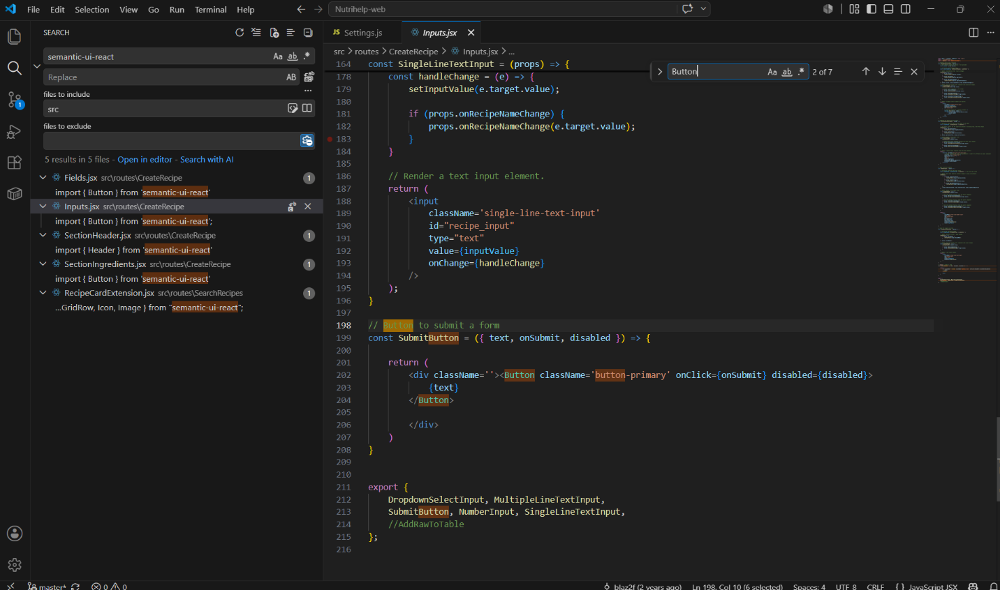 File Edit Selection View Go Run Terminal Help
Nutrihelp-web
SEARCH
semantic-ui-react
Aa ab .*
Replace
AB
files to include
src
files to exclude
5 results in 5 files - Open in editor - Search with AI
Fields.jsx src\routes\CreateRecipe 1
import { Button } from 'semantic-ui-react'
Inputs.jsx src\routes\CreateRecipe
import { Button } from 'semantic-ui-react';
SectionHeader.jsx src\routes\CreateRecipe 1
import { Header } from 'semantic-ui-react'
SectionIngredients.jsx src\routes\CreateRecipe 1
import { Button } from 'semantic-ui-react'
RecipeCardExtension.jsx src\routes\SearchRecipes 1
...GridRow, Icon, Image } from "semantic-ui-react";
1
JS Settings.js
Inputs.jsx
src > routes > CreateRecipe > Inputs.jsx > ...
Button
Aa ab .*
2 of 7
164 const SingleLineTextInput = (props) => {
178 const handleChange = (e) => {
179 setInputValue(e.target.value);
180
181 if (props.onRecipeNameChange) {
182 props.onRecipeNameChange(e.target.value);
183 }
184 }
185
186 // Render a text input element.
187 return (
188 <input
189 className='single-line-text-input'
190 id="recipe_input"
191 type="text"
192 value={inputValue}
193 onChange={handleChange}
194 />
195 );
196 }
197
198 // Button to submit a form
199 const SubmitButton = ({ text, onSubmit, disabled }) => {
200
201 return (
202 <div className=''><Button className='button-primary' onClick={onSubmit} disabled={disabled}>
203 {text}
204 </Button>
205
206 </div>
207 )
208 }
209
210
211 export {
212 DropdownSelectInput, MultipleLineTextInput,
213 SubmitButton, NumberInput, SingleLineTextInput,
214 //AddRawToTable
215 };
216
master* 0 0
blaz2f (2 years ago) Ln 198, Col 10 (6 selected) Spaces: 4 UTF-8 CRLF { } JavaScript JSX